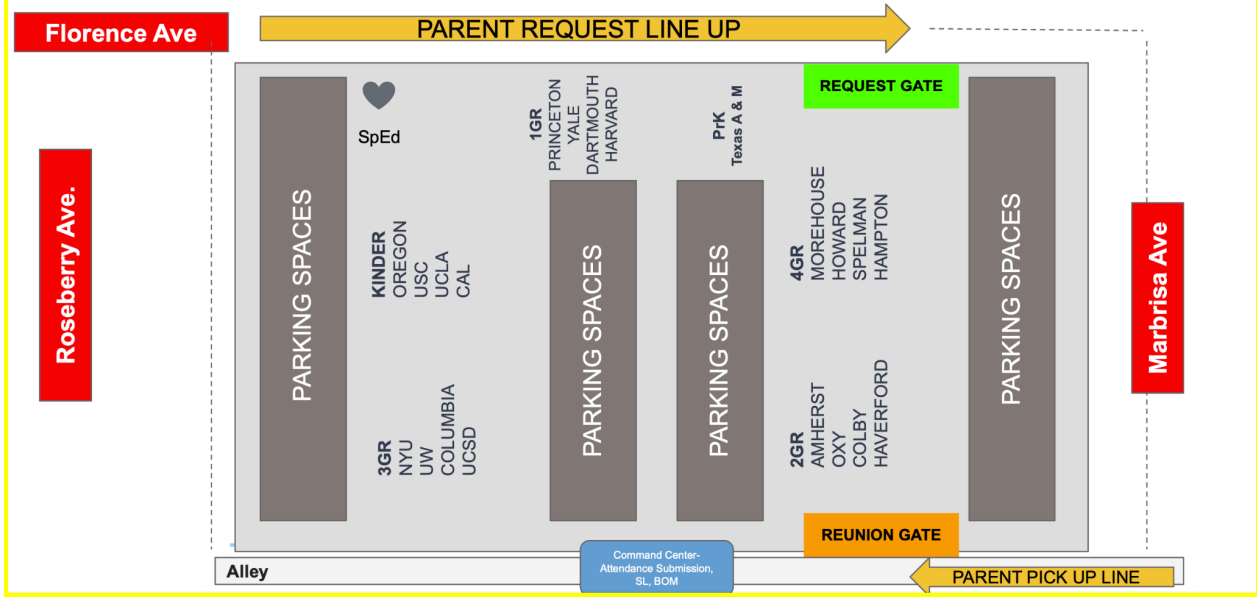 Florence Ave
PARENT REQUEST LINE UP
REQUEST GATE
SpEd
1GR
PRINCETON
YALE
DARTMOUTH
HARVARD
PrK
Texas A & M
Roseberry Ave.
PARKING SPACES
KINDER
OREGON
USC
UCLA
CAL
PARKING SPACES
PARKING SPACES
4GR
MOREHOUSE
HOWARD
SPELMAN
HAMPTON
PARKING SPACES
Marbrisa Ave
3GR
NYU
UW
COLUMBIA
UCSD
2GR
AMHERST
OXY
COLBY
HAVERFORD
REUNION GATE
Alley
Command Center-
Attendance Submission,
SL, BOM
PARENT PICK UP LINE